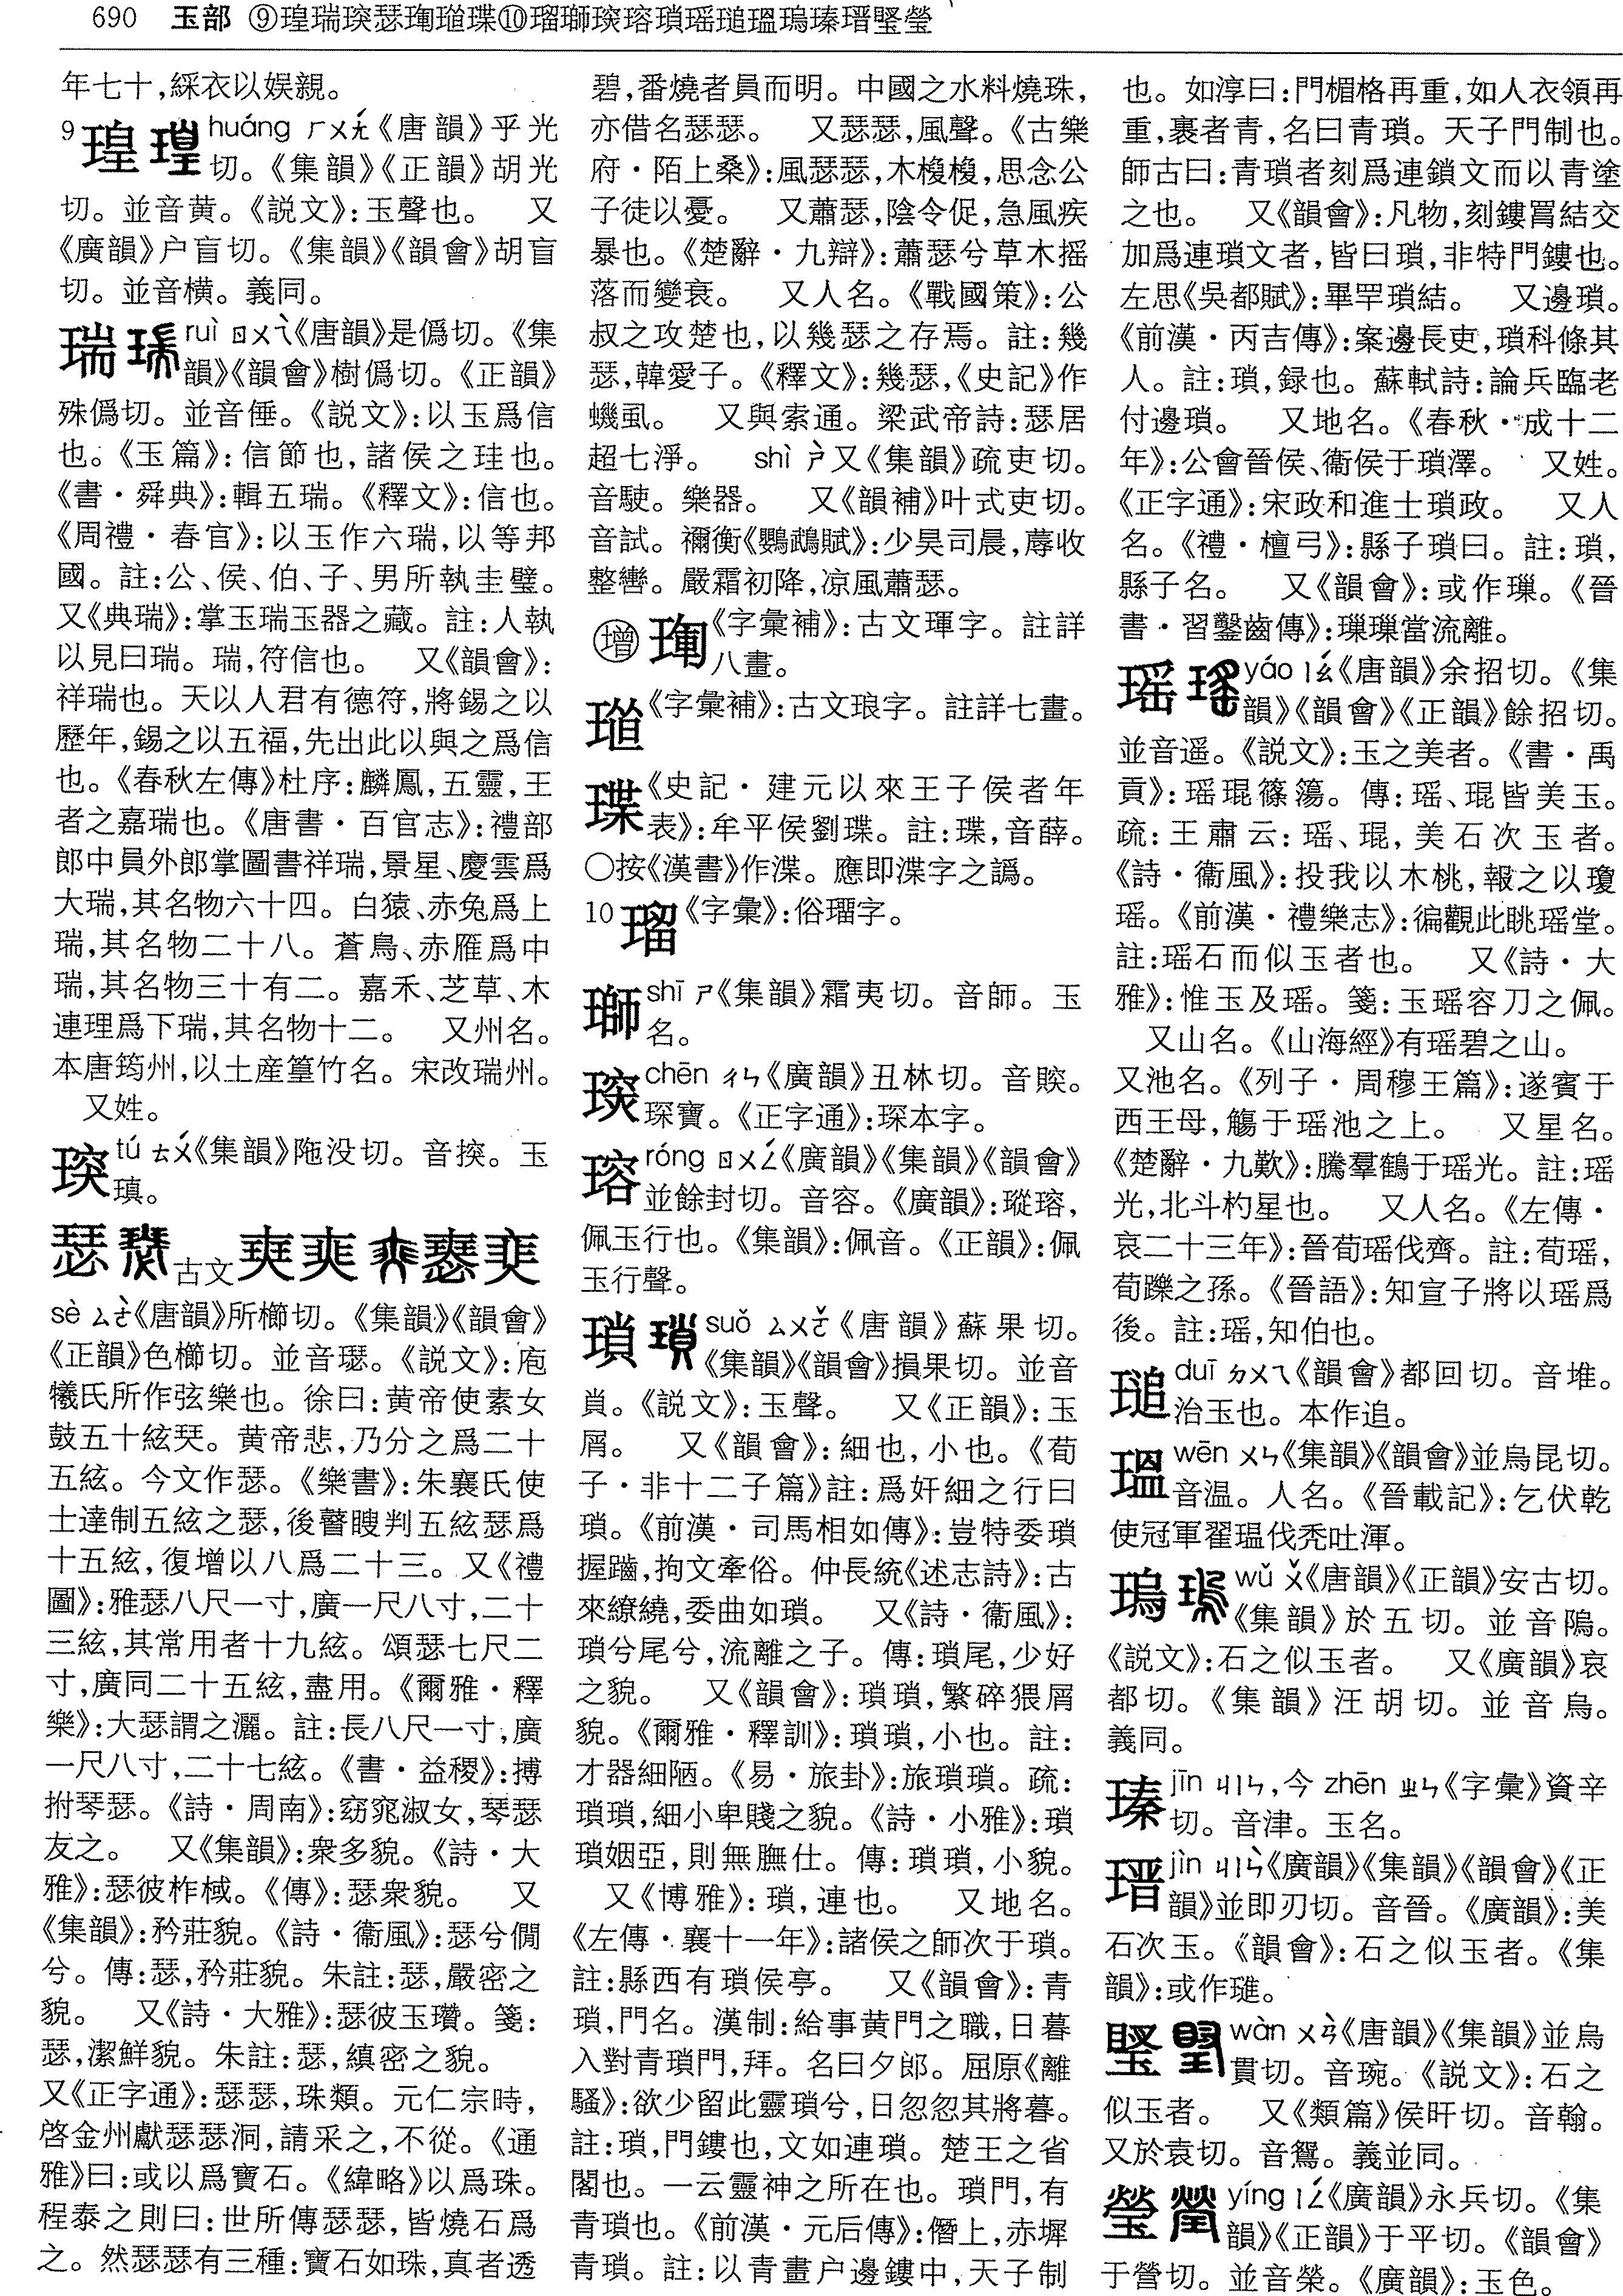 690 玉部 ⑨瑝瑞瑹瑟瑡瑖瑐⑩瑠瑡瑔瑢瑣瑤瑥瑦瑧瑨瑩
年七十,綵衣以娱親。
9 瑝 huáng ㄏㄨㄤˊ《唐韻》乎光
切。《集韻》《正韻》胡光
切。並音黄。《説文》:玉聲也。 又
《廣韻》户盲切。《集韻》《韻會》胡盲
切。並音横。義同。
瑞 ruì ㄖㄨㄟˋ《唐韻》是僞切。《集
韻》《韻會》樹僞切。《正韻》
殊僞切。並音倕。《説文》:以玉爲信
也。《玉篇》:信節也,諸侯之珪也。
《書·舜典》:輯五瑞。《釋文》:信也。
《周禮·春官》:以玉作六瑞,以等邦
國。註:公、侯、伯、子、男所執圭璧。
又《典瑞》:掌玉瑞玉器之藏。註:人執
以見曰瑞。瑞,符信也。 又《韻會》:
祥瑞也。天以人君有德符,將錫之以
歷年,錫之以五福,先出此以與之爲信
也。《春秋左傳》杜序:麟鳳,五靈,王
者之嘉瑞也。《唐書·百官志》:禮部
郎中員外郎掌圖書祥瑞,景星、慶雲爲
大瑞,其名物六十四。白猿、赤兔爲上
瑞,其名物二十八。蒼鳥、赤雁爲中
瑞,其名物三十有二。嘉禾、芝草、木
連理爲下瑞,其名物十二。 又州名。
本唐筠州,以土産篁竹名。宋改瑞州。
又姓。
tú ㄊㄨˊ《集韻》陁没切。音揬。玉
瑱。
瑟 古文
sè ㄙㄜˋ《唐韻》所櫛切。《集韻》《韻會》
《正韻》色櫛切。並音璱。《説文》:庖
犧氏所作弦樂也。徐曰:黄帝使素女
鼓五十絃珡。黄帝悲,乃分之爲二十
五絃。今文作瑟。《樂書》:朱襄氏使
士達制五絃之瑟,後瞽瞍判五絃瑟爲
十五絃,復增以八爲二十三。又《禮
圖》:雅瑟八尺一寸,廣一尺八寸,二十
三絃,其常用者十九絃。頌瑟七尺二
寸,廣同二十五絃,盡用。《爾雅·釋
樂》:大瑟謂之灑。註:長八尺一寸,廣
一尺八寸,二十七絃。《書·益稷》:搏
拊琴瑟。《詩·周南》:窈窕淑女,琴瑟
友之。 又《集韻》:衆多貌。《詩·大
雅》:瑟彼柞棫。《傳》:瑟衆貌。 又
《集韻》:矜莊貌。《詩·衞風》:瑟兮僩
兮。傳:瑟,矜莊貌。朱註:瑟,嚴密之
貌。 又《詩·大雅》:瑟彼玉瓚。箋:
瑟,潔鮮貌。朱註:瑟,縝密之貌。
又《正字通》:瑟瑟,珠類。元仁宗時,
啓金州獻瑟瑟洞,請采之,不從。《通
雅》曰:或以爲寶石。《緯略》以爲珠。
程泰之則曰:世所傳瑟瑟,皆燒石爲
之。然瑟瑟有三種:寶石如珠,真者透
碧,番燒者員而明。中國之水料燒珠,
亦借名瑟瑟。 又瑟瑟,風聲。《古樂
府·陌上桑》:風瑟瑟,木梭梭,思念公
子徒以憂。 又蕭瑟,陰令促,急風疾
暴也。《楚辭·九辯》:蕭瑟兮草木摇
落而變衰。 又人名。《戰國策》:公
叔之攻楚也,以幾瑟之存焉。註:幾
瑟,韓愛子。《釋文》:幾瑟,《史記》作
蟣虱。 又與索通。梁武帝詩:瑟居
超七淨。 shì ㄕˋ又《集韻》疏吏切。
音駛。樂器。 又《韻補》叶式吏切。
音試。禰衡《鸚鵡賦》:少昊司晨,蓐收
整轡。嚴霜初降,凉風蕭瑟。
增 《字彙補》:古文琿字。註詳
八畫。
《字彙補》:古文琅字。註詳七畫。
《史記·建元以來王子侯者年
表》:牟平侯劉㻡。註:㻡,音薛。
○按《漢書》作渫。應即渫字之譌。
10 瑠《字彙》:俗瑠字。
shī ㄕ《集韻》霜夷切。音師。玉
名。
chēn ㄔㄣ《廣韻》丑林切。音賝。
琛寶。《正字通》:琛本字。
瑢 róng ㄖㄨㄥˊ《廣韻》《集韻》《韻會》
並餘封切。音容。《廣韻》:瑽瑢,
佩玉行也。《集韻》:佩音。《正韻》:佩
玉行聲。
瑣 suǒ ㄙㄨㄛˇ《唐韻》蘇果切。
《集韻》《韻會》損果切。並音
䝆。《説文》:玉聲。 又《正韻》:玉
屑。 又《韻會》:細也,小也。《荀
子·非十二子篇》註:爲奸細之行曰
瑣。《前漢·司馬相如傳》:豈特委瑣
握齱,拘文牽俗。仲長統《述志詩》:古
來繚繞,委曲如瑣。 又《詩·衞風》:
瑣兮尾兮,流離之子。傳:瑣尾,少好
之貌。 又《韻會》:瑣瑣,繁碎猥屑
貌。《爾雅·釋訓》:瑣瑣,小也。註:
才器細陋。《易·旅卦》:旅瑣瑣。疏:
瑣瑣,細小卑賤之貌。《詩·小雅》:瑣
瑣姻亞,則無膴仕。傳:瑣瑣,小貌。
又《博雅》:瑣,連也。 又地名。
《左傳·襄十一年》:諸侯之師次于瑣。
註:縣西有瑣侯亭。 又《韻會》:青
瑣,門名。漢制:給事黄門之職,日暮
入對青瑣門,拜。名曰夕郎。屈原《離
騷》:欲少留此靈瑣兮,日忽忽其將暮。
註:瑣,門鏤也,文如連瑣。楚王之省
閣也。一云靈神之所在也。瑣門,有
青瑣也。《前漢·元后傳》:僭上,赤墀
青瑣。註:以青畫户邊鏤中,天子制
也。如淳曰:門楣格再重,如人衣領再
重,裏者青,名曰青瑣。天子門制也。
師古曰:青瑣者刻爲連鎖文而以青塗
之也。 又《韻會》:凡物,刻鏤罥結交
加爲連瑣文者,皆曰瑣,非特門鏤也。
左思《吳都賦》:畢罕瑣結。 又邊瑣。
《前漢·丙吉傳》:案邊長吏,瑣科條其
人。註:瑣,録也。蘇軾詩:論兵臨老
付邊瑣。 又地名。《春秋·成十二
年》:公會晉侯、衞侯于瑣澤。 又姓。
《正字通》:宋政和進士瑣政。 又人
名。《禮·檀弓》:縣子瑣曰。註:瑣,
縣子名。 又《韻會》:或作璅。《晉
書·習鑿齒傳》:璅璅當流離。
瑶 yáo ㄧㄠˊ《唐韻》余招切。《集
韻》《韻會》《正韻》餘招切。
並音遥。《説文》:玉之美者。《書·禹
貢》:瑶琨篠簜。傳:瑶、琨皆美玉。
疏:王肅云:瑶、琨,美石次玉者。
《詩·衞風》:投我以木桃,報之以瓊
瑶。《前漢·禮樂志》:徧觀此眺瑶堂。
註:瑶石而似玉者也。 又《詩·大
雅》:惟玉及瑶。箋:玉瑶容刀之佩。
又山名。《山海經》有瑶碧之山。
又池名。《列子·周穆王篇》:遂賓于
西王母,觴于瑶池之上。 又星名。
《楚辭·九歎》:騰羣鶴于瑶光。註:瑶
光,北斗杓星也。 又人名。《左傳·
哀二十三年》:晉荀瑶伐齊。註:荀瑶,
荀躒之孫。《晉語》:知宣子將以瑶爲
後。註:瑶,知伯也。
duī ㄉㄨㄟ《韻會》都回切。音堆。
治玉也。本作追。
瑥 wēn ㄨㄣ《集韻》《韻會》並烏昆切。
音温。人名。《晉載記》:乞伏乾
使冠軍翟瑥伐秃吐渾。
瑦 wǔ ㄨˇ《唐韻》《正韻》安古切。
《集韻》於五切。並音隝。
《説文》:石之似玉者。 又《廣韻》哀
都切。《集韻》汪胡切。並音烏。
義同。
瑧 jīn ㄐㄧㄣ,今 zhēn ㄓㄣ《字彙》資辛
切。音津。玉名。
瑨 jìn ㄐㄧㄣˋ《廣韻》《集韻》《韻會》《正
韻》並即刃切。音晉。《廣韻》:美
石次玉。《韻會》:石之似玉者。《集
韻》:或作璡。
wàn ㄨㄢˋ《唐韻》《集韻》並烏
貫切。音琬。《説文》:石之
似玉者。 又《類篇》侯旰切。音翰。
又於袁切。音鴛。義並同。
瑩 yíng ㄧㄥˊ《廣韻》永兵切。《集
韻》《正韻》于平切。《韻會》
于營切。並音榮。《廣韻》:玉色。